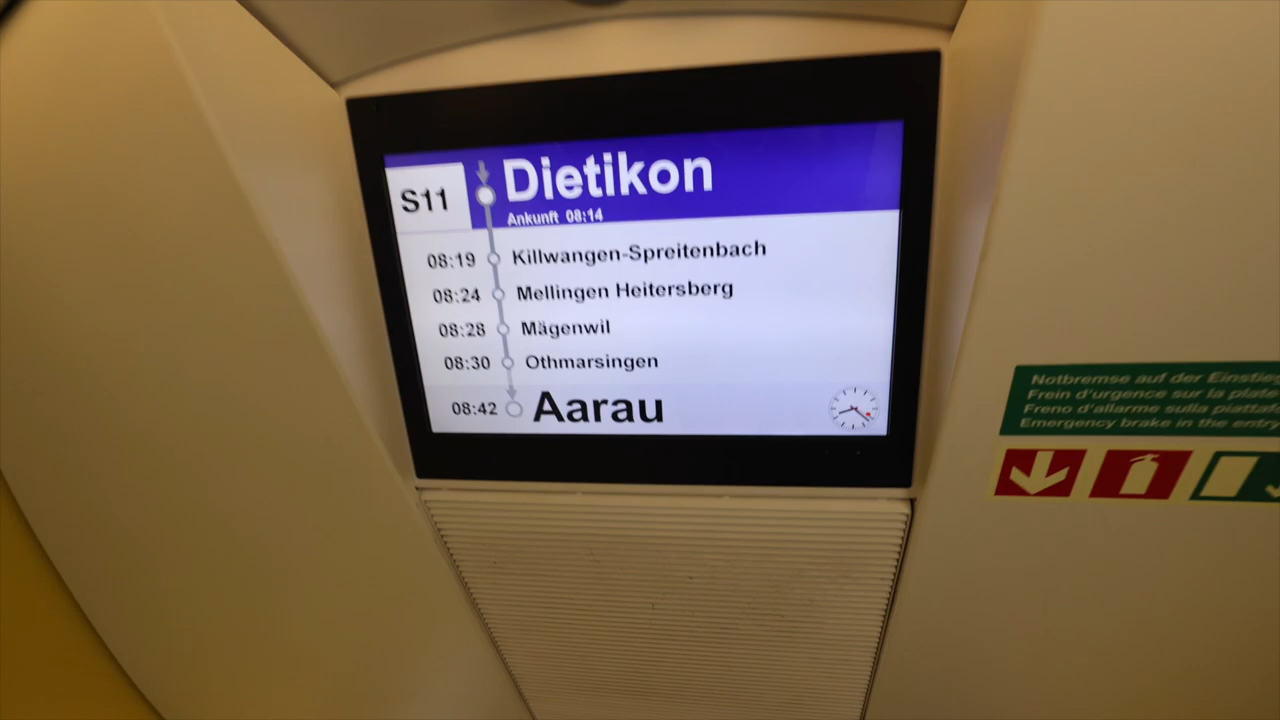 S11
Dietikon
Ankunft 08:14
08:19 Killwangen-Spreitenbach
08:24 Mellingen Heitersberg
08:28 Mägenwil
08:30 Othmarsingen
08:42 Aarau
Notbremse auf der Einstieg
Frein d'urgence sur la plate
Freno d'allarme sulla piattaf
Emergency brake in the entry